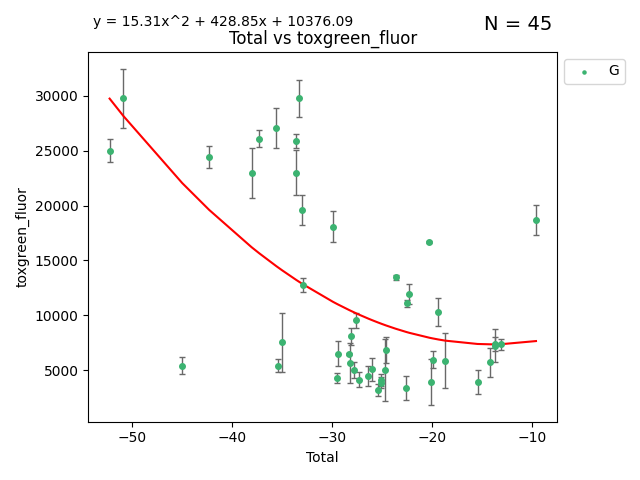 y = 15.31x^2 + 428.85x + 10376.09
N = 45
Total vs toxgreen_fluor
G
30000
25000
20000
15000
10000
5000
toxgreen_fluor
−50
−40
−30
−20
−10
Total